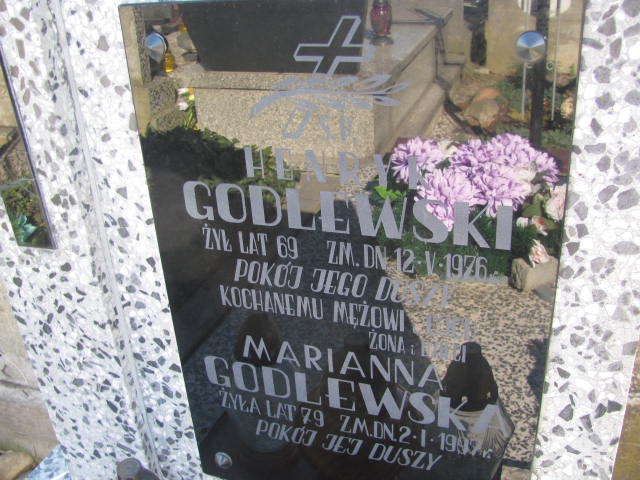 HENRYK
GODLEWSKI
ŻYŁ LAT 69 ZM. DN 12.V.1976 r.
POKÓJ JEGO DUSZY
KOCHANEMU MĘŻOWI
ŻONA i
MARIANNA
GODLEWSKA
ŻYŁA LAT 79 ZM. DN. 2-I-
POKÓJ JEJ DUSZY